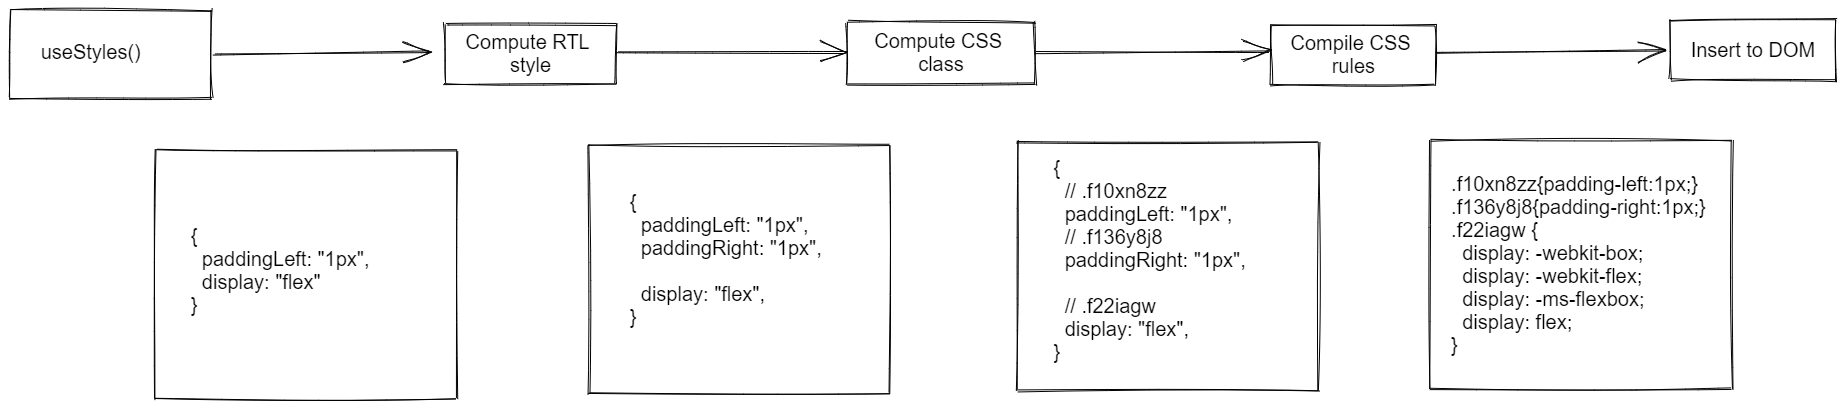 useStyles()
Compute RTL
style
Compute CSS
class
Compile CSS
rules
Insert to DOM
{
paddingLeft: "1px",
display: "flex"
}
{
paddingLeft: "1px",
paddingRight: "1px",
display: "flex",
}
{
// .f10xn8zz
paddingLeft: "1px",
// .f136y8j8
paddingRight: "1px",
// .f22iagw
display: "flex",
}
.f10xn8zz{padding-left:1px;}
.f136y8j8{padding-right:1px;}
.f22iagw {
display: -webkit-box;
display: -webkit-flex;
display: -ms-flexbox;
display: flex;
}